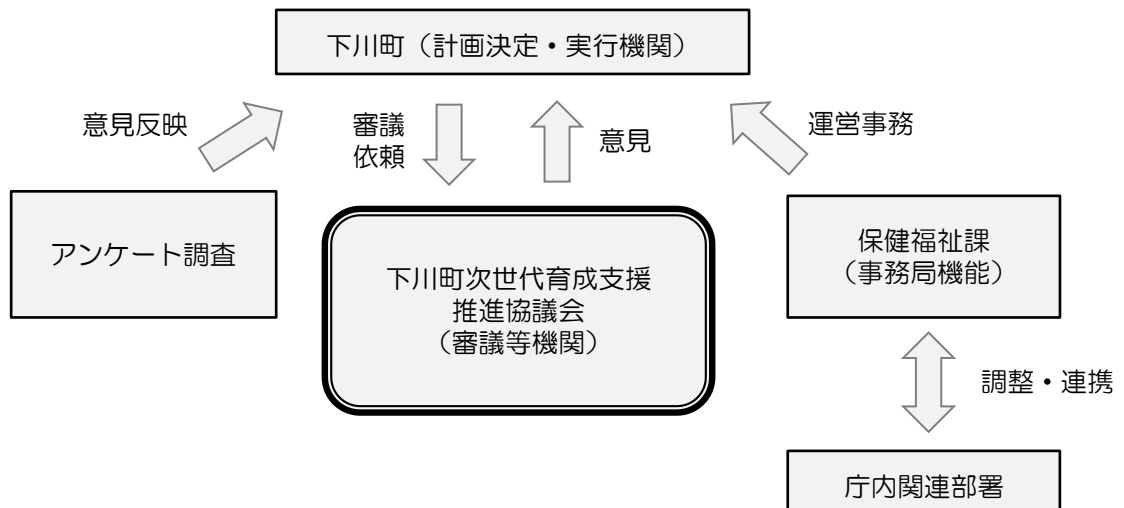 下川町（計画決定・実行機関）
意見反映
審議
依頼
意見
運営事務
アンケート調査
下川町次世代育成支援
推進協議会
（審議等機関）
保健福祉課
（事務局機能）
調整・連携
庁内関連部署